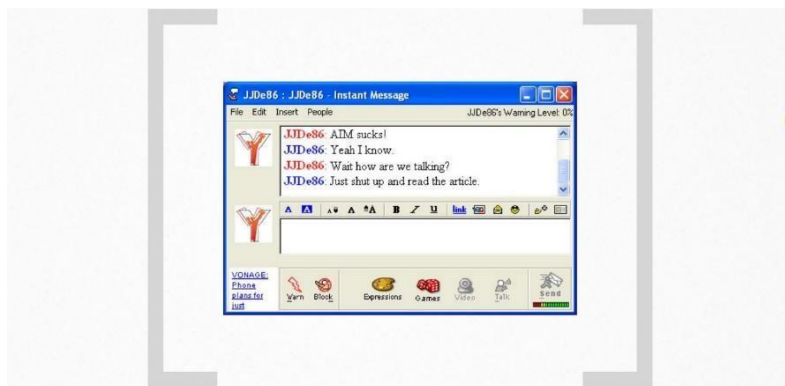 JJDe86 : JJDe86 - Instant Message
File Edit Insert People JJDe86's Warning Level: 0%
JJDe86: AIM sucks!
JJDe86: Yeah I know.
JJDe86: Wait how are we talking?
JJDe86: Just shut up and read the article.
A A A A A B I U link
VONAGE:
Phone
plans for
just
Warn Block Expressions Games Video Talk Send